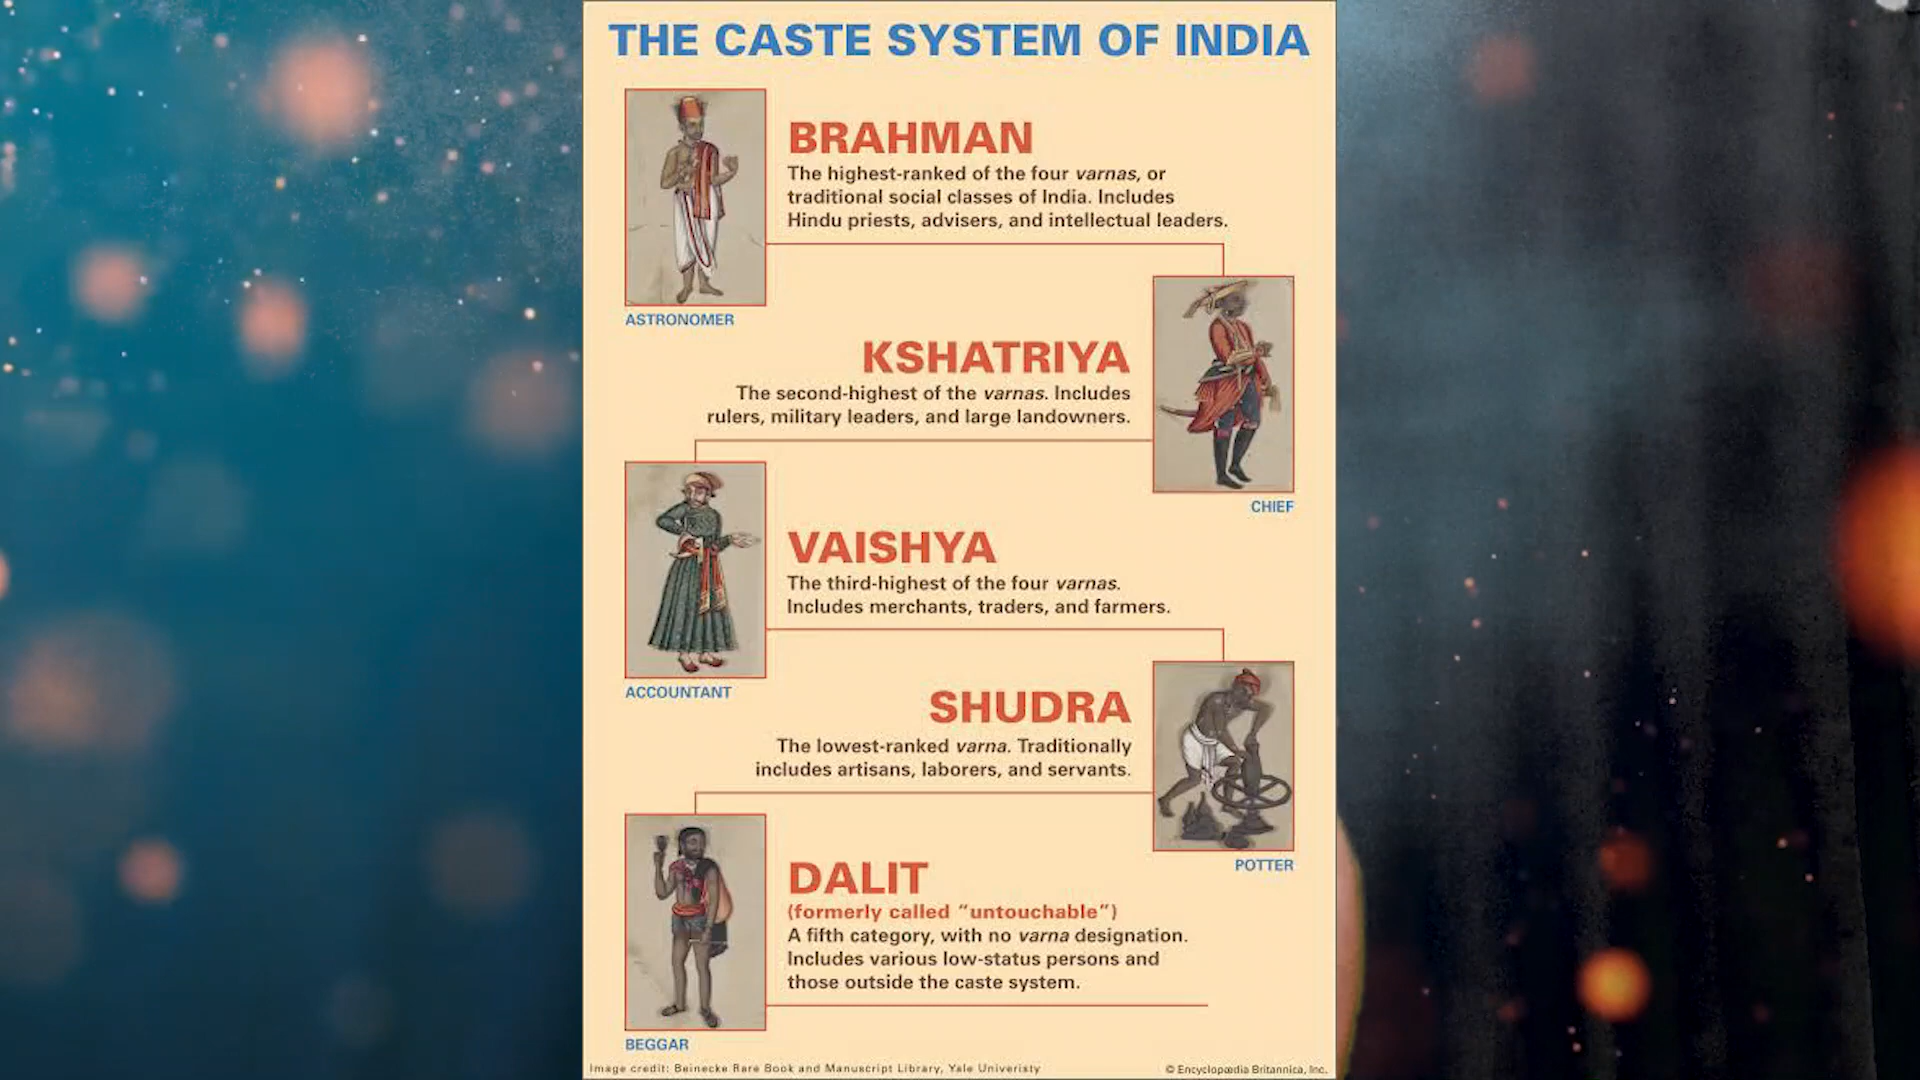 THE CASTE SYSTEM OF INDIA
BRAHMAN
The highest-ranked of the four varnas, or
traditional social classes of India. Includes
Hindu priests, advisers, and intellectual leaders.
ASTRONOMER
KSHATRIYA
The second-highest of the varnas. Includes
rulers, military leaders, and large landowners.
CHIEF
VAISHYA
The third-highest of the four varnas.
Includes merchants, traders, and farmers.
ACCOUNTANT
SHUDRA
The lowest-ranked varna. Traditionally
includes artisans, laborers, and servants.
POTTER
DALIT
(formerly called “untouchable”)
A fifth category, with no varna designation.
Includes various low-status persons and
those outside the caste system.
BEGGAR
Image credit: Beinecke Rare Book and Manuscript Library, Yale Univeristy
© Encyclopædia Britannica, Inc.